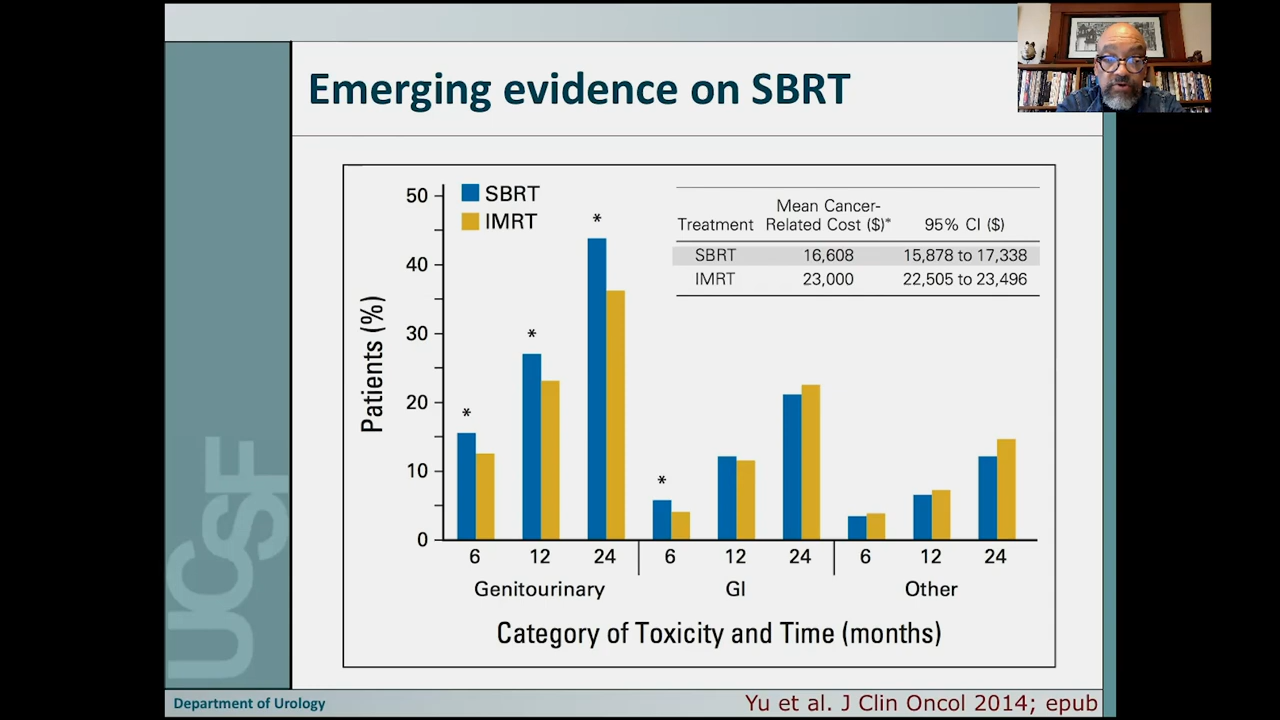 Emerging evidence on SBRT
50
40
30
20
10
0
Patients (%)
SBRT
IMRT
*
*
*
*
Treatment Mean Cancer-Related Cost ($)* 95% CI ($)
SBRT 16,608 15,878 to 17,338
IMRT 23,000 22,505 to 23,496
6 12 24 6 12 24 6 12 24
Genitourinary GI Other
Category of Toxicity and Time (months)
UCSF
Department of Urology
Yu et al. J Clin Oncol 2014; epub